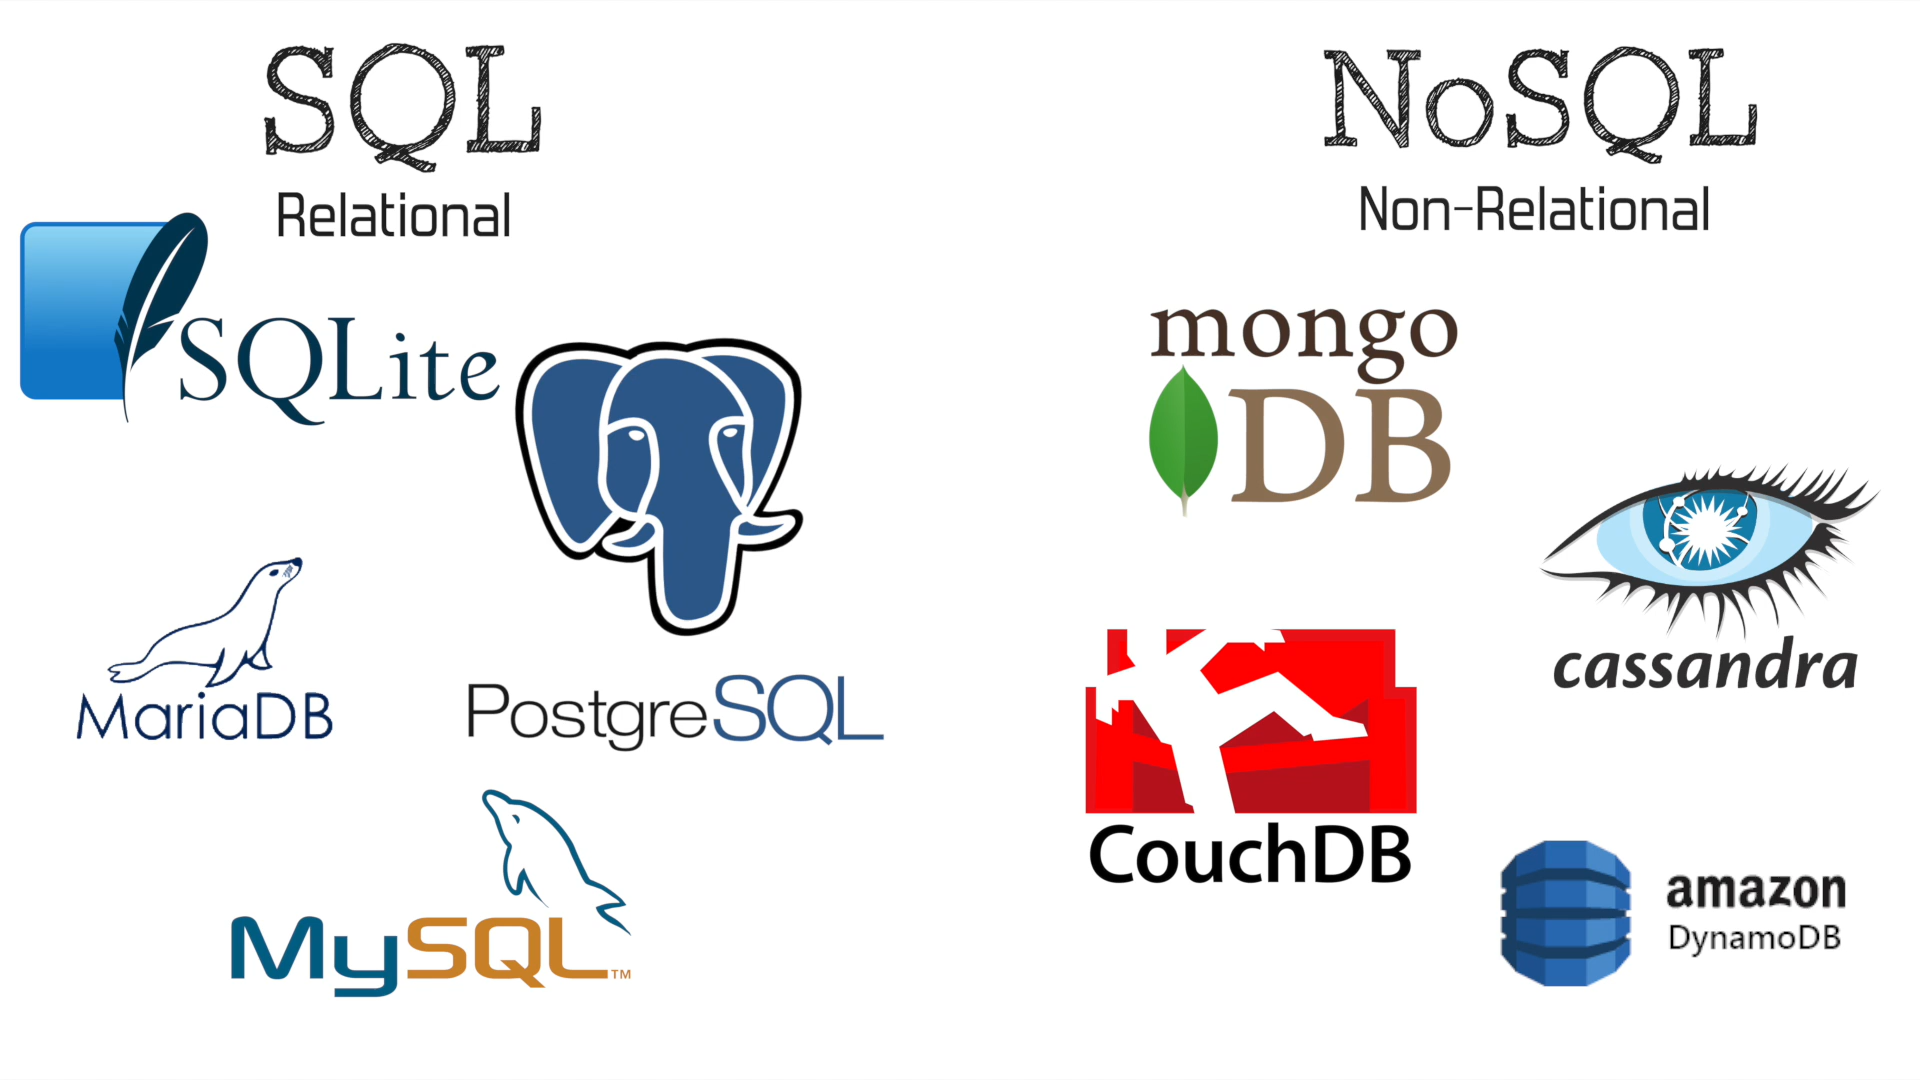 SQL
Relational
SQLite
MariaDB
PostgreSQL
MySQL™
NoSQL
Non-Relational
mongo
DB
cassandra
CouchDB
amazon
DynamoDB